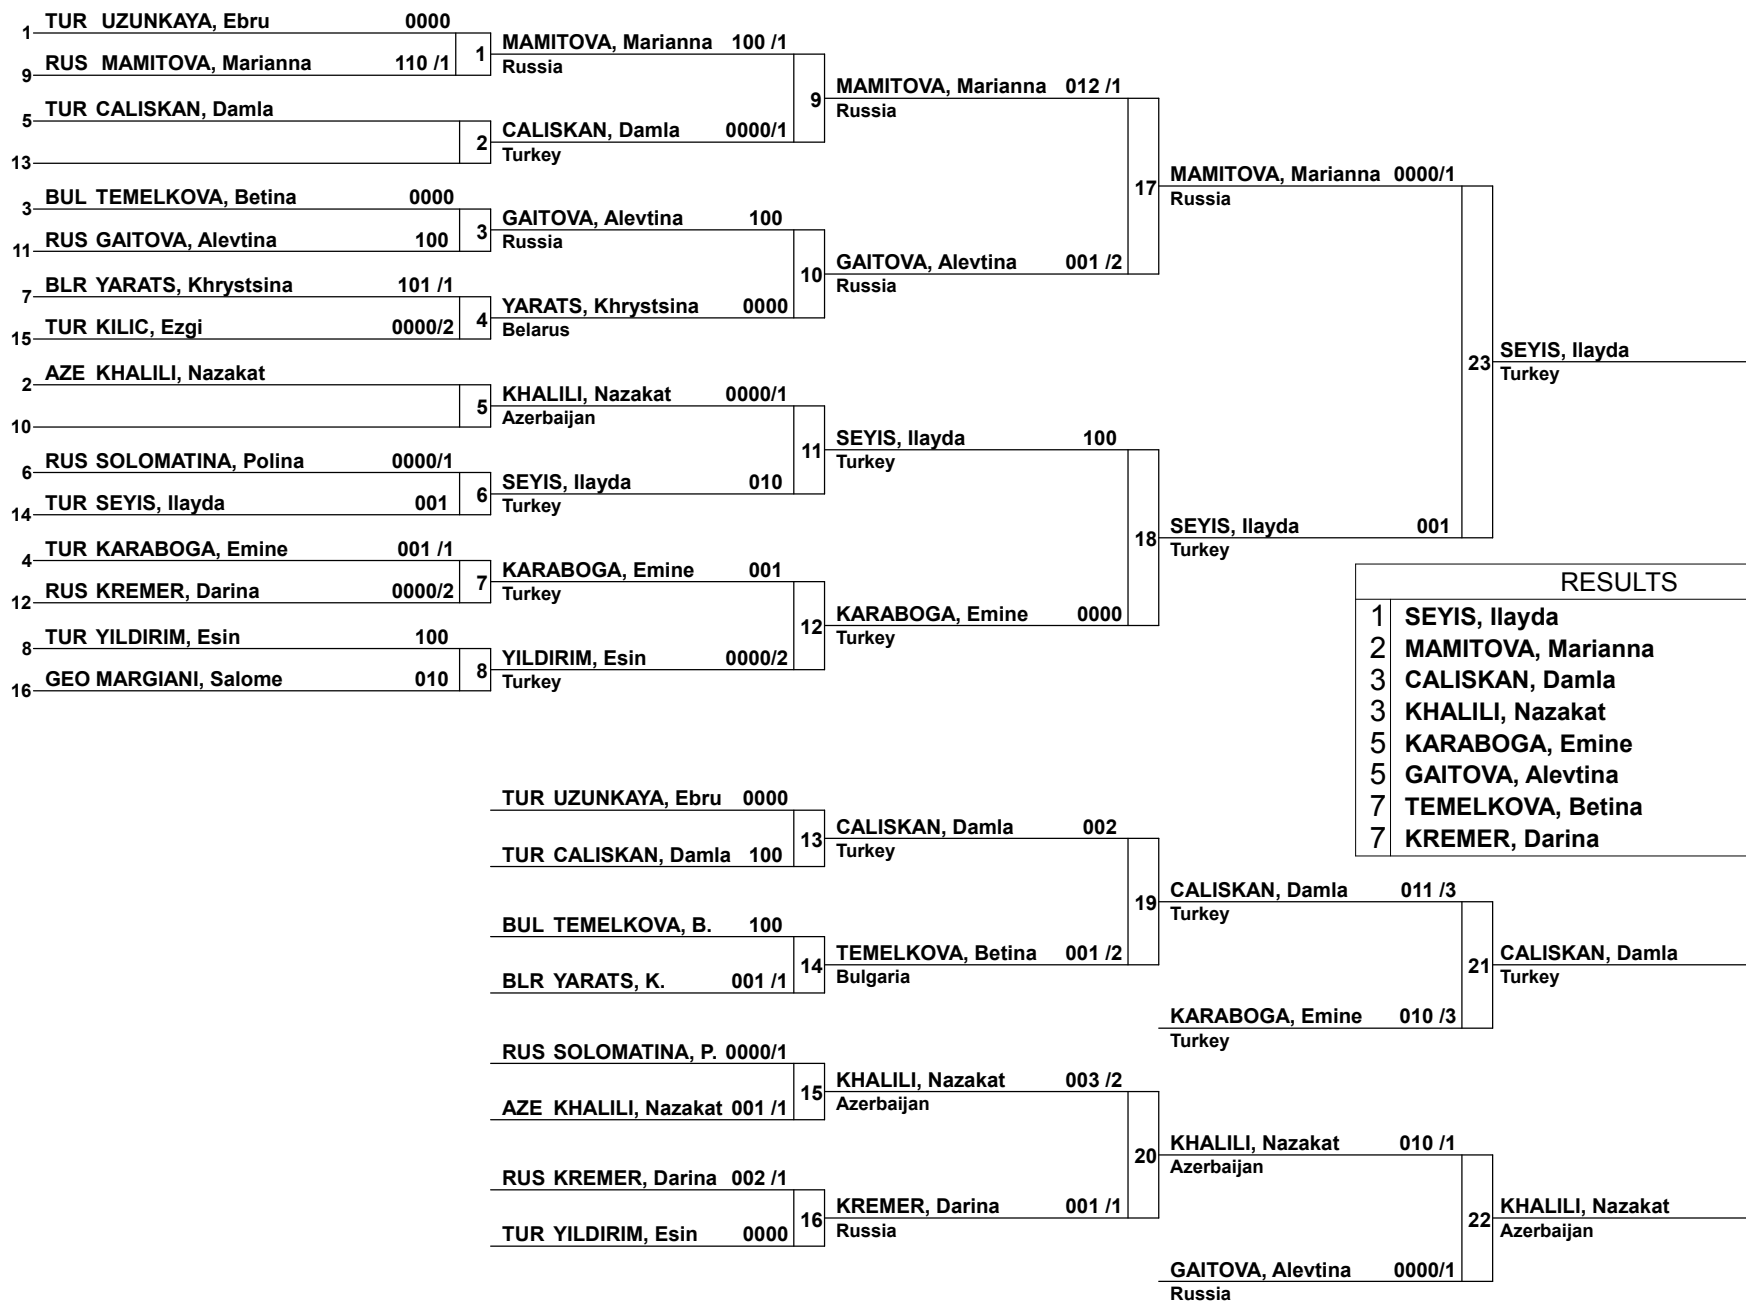 1 TUR UZUNKAYA, Ebru 0000
9 RUS MAMITOVA, Marianna 110 /1
1
MAMITOVA, Marianna 100 /1
Russia
5 TUR CALISKAN, Damla
13
2
CALISKAN, Damla 0000/1
Turkey
9
MAMITOVA, Marianna 012 /1
Russia
3 BUL TEMELKOVA, Betina 0000
11 RUS GAITOVA, Alevtina 100
3
GAITOVA, Alevtina 100
Russia
7 BLR YARATS, Khrystsina 101 /1
15 TUR KILIC, Ezgi 0000/2
4
YARATS, Khrystsina 0000
Belarus
10
GAITOVA, Alevtina 001 /2
Russia
17
MAMITOVA, Marianna 0000/1
Russia
2 AZE KHALILI, Nazakat
10
5
KHALILI, Nazakat 0000/1
Azerbaijan
6 RUS SOLOMATINA, Polina 0000/1
14 TUR SEYIS, Ilayda 001
6
SEYIS, Ilayda 010
Turkey
11
SEYIS, Ilayda 100
Turkey
4 TUR KARABOGA, Emine 001 /1
12 RUS KREMER, Darina 0000/2
7
KARABOGA, Emine 001
Turkey
8 TUR YILDIRIM, Esin 100
16 GEO MARGIANI, Salome 010
8
YILDIRIM, Esin 0000/2
Turkey
12
KARABOGA, Emine 0000
Turkey
18
SEYIS, Ilayda 001
Turkey
23
SEYIS, Ilayda
Turkey
RESULTS
1 SEYIS, Ilayda
2 MAMITOVA, Marianna
3 CALISKAN, Damla
3 KHALILI, Nazakat
5 KARABOGA, Emine
5 GAITOVA, Alevtina
7 TEMELKOVA, Betina
7 KREMER, Darina
TUR UZUNKAYA, Ebru 0000
TUR CALISKAN, Damla 100
13
CALISKAN, Damla 002
Turkey
BUL TEMELKOVA, B. 100
BLR YARATS, K. 001 /1
14
TEMELKOVA, Betina 001 /2
Bulgaria
19
CALISKAN, Damla 011 /3
Turkey
KARABOGA, Emine 010 /3
Turkey
21
CALISKAN, Damla
Turkey
RUS SOLOMATINA, P. 0000/1
AZE KHALILI, Nazakat 001 /1
15
KHALILI, Nazakat 003 /2
Azerbaijan
RUS KREMER, Darina 002 /1
TUR YILDIRIM, Esin 0000
16
KREMER, Darina 001 /1
Russia
20
KHALILI, Nazakat 010 /1
Azerbaijan
GAITOVA, Alevtina 0000/1
Russia
22
KHALILI, Nazakat
Azerbaijan